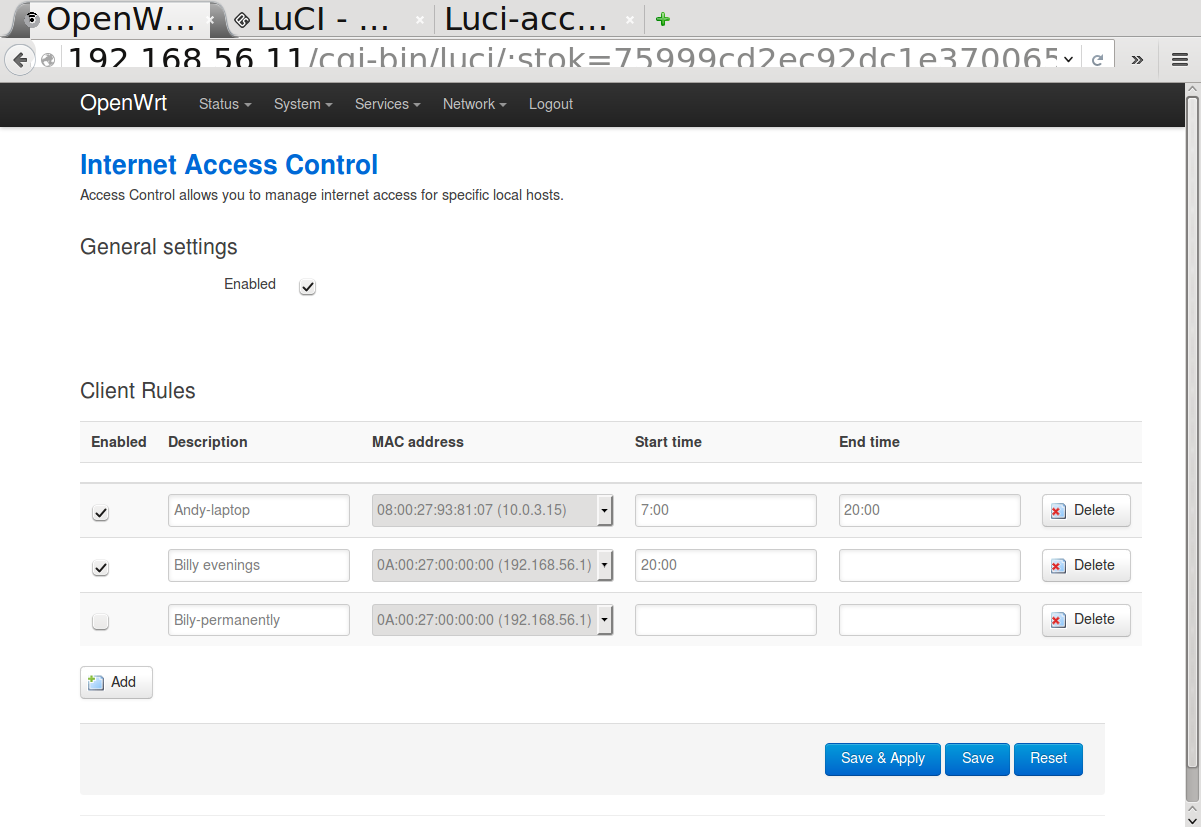 OpenW... LuCI - ... Luci-acc...
192.168.56.11/cgi-bin/luci/;stok=75999cd2ec92dc1e370065
OpenWrt Status System Services Network Logout
Internet Access Control
Access Control allows you to manage internet access for specific local hosts.
General settings
Enabled
Client Rules
Enabled Description MAC address Start time End time
Andy-laptop 08:00:27:93:81:07 (10.0.3.15) 7:00 20:00 Delete
Billy evenings 0A:00:27:00:00:00 (192.168.56.1) 20:00 Delete
Bily-permanently 0A:00:27:00:00:00 (192.168.56.1) Delete
Add
Save & Apply Save Reset